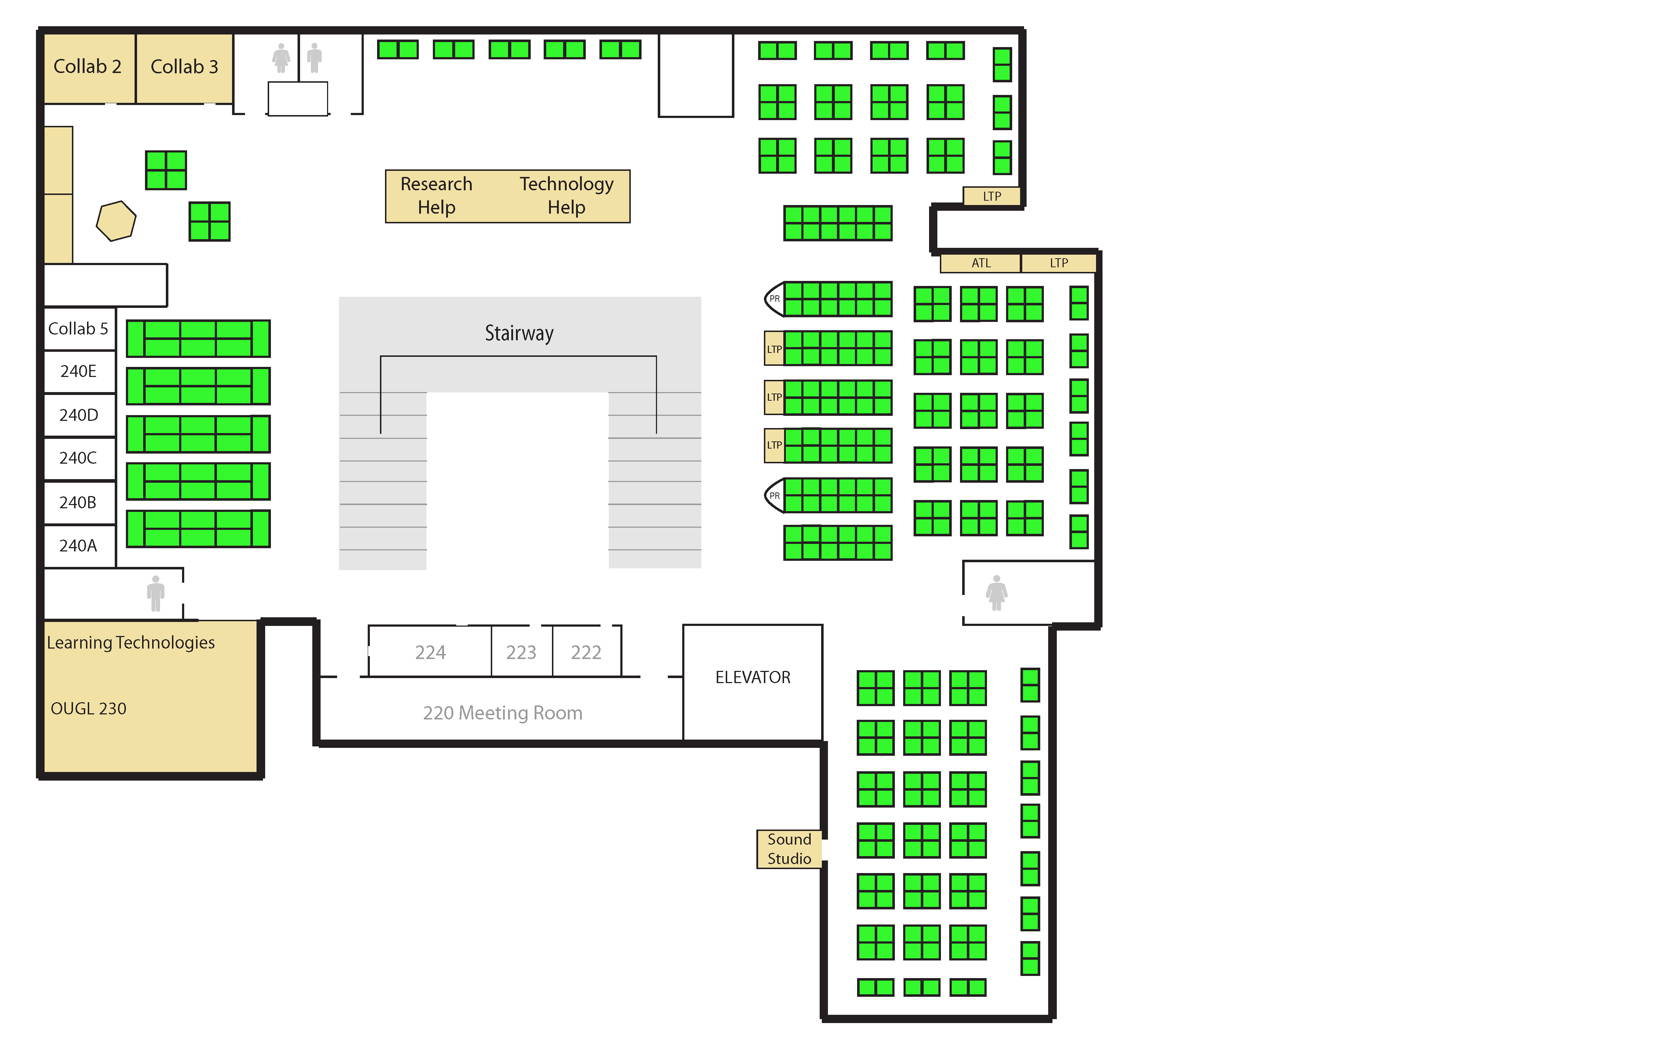 Collab 2
Collab 3
Research
Help
Technology
Help
LTP
ATL
LTP
Collab 5
240E
240D
240C
240B
240A
Stairway
PR
LTP
LTP
LTP
PR
Learning Technologies
OUGL 230
224
223
222
220 Meeting Room
ELEVATOR
Sound
Studio